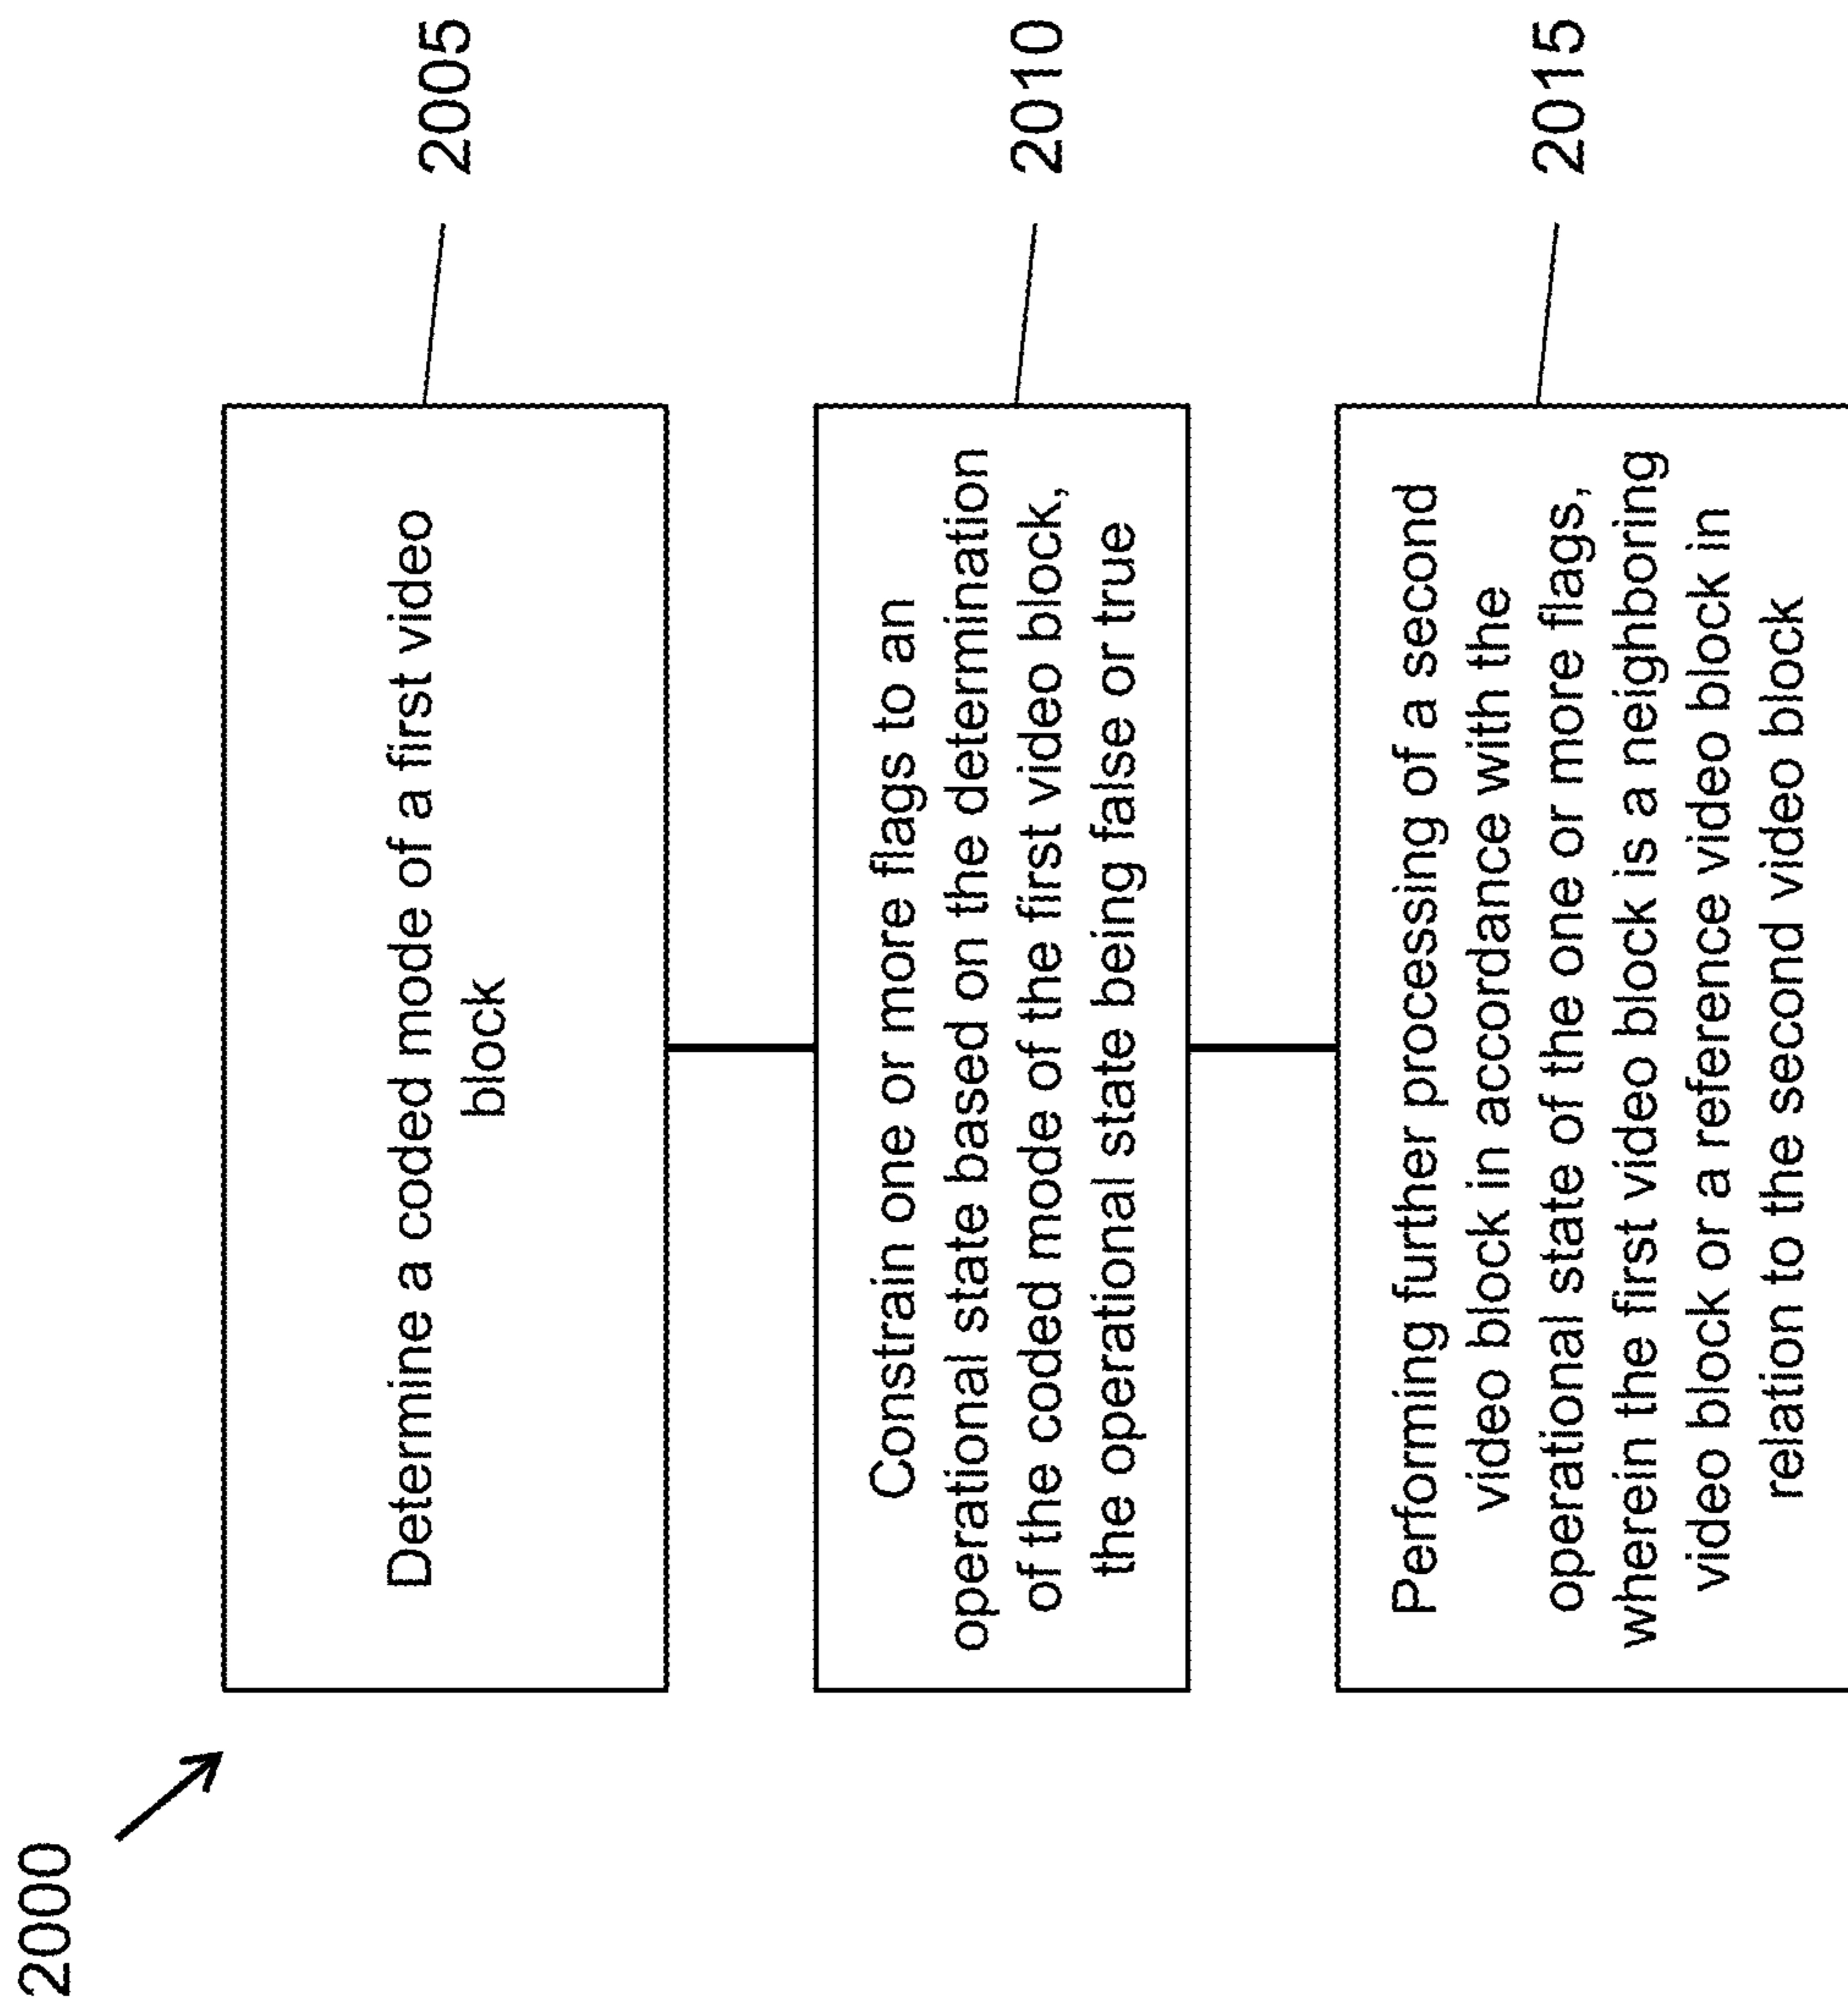 2000
Determine a coded mode of a first video
block
2005
Constrain one or more flags to an
operational state based on the determination
of the coded mode of the first video block,
the operational state being false or true
2010
Performing further processing of a second
video block in accordance with the
operational state of the one or more flags,
wherein the first video block is a neighboring
video block or a reference video block in
relation to the second video block
2015